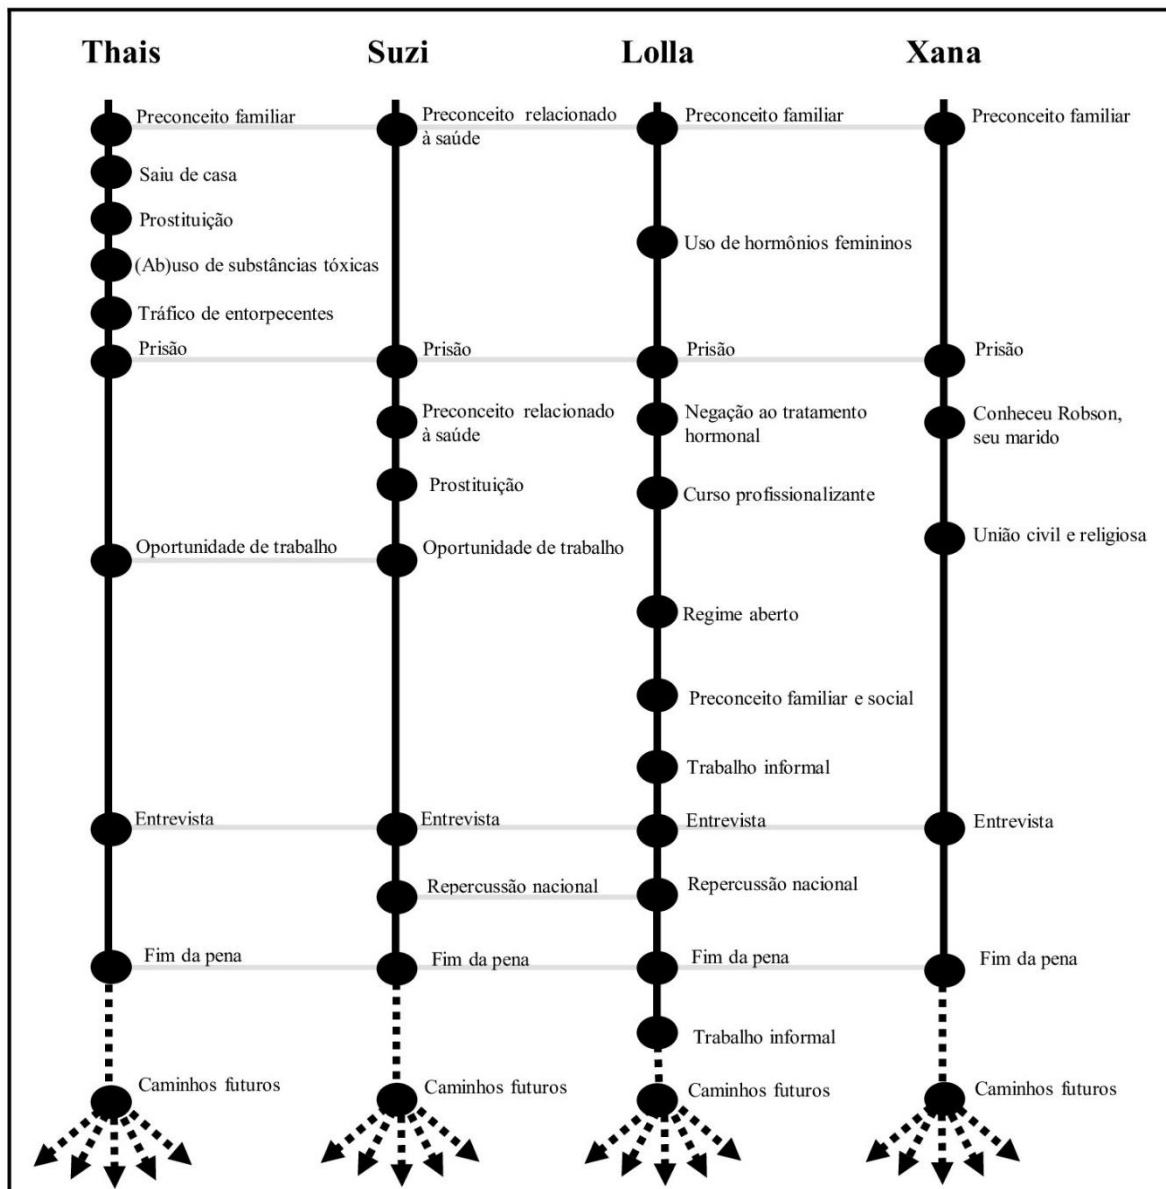 Thais
Suzi
Lolla
Xana
Preconceito familiar
Saiu de casa
Prostituição
(Ab)uso de substâncias tóxicas
Tráfico de entorpecentes
Prisão
Oportunidade de trabalho
Entrevista
Fim da pena
Caminhos futuros
Preconceito relacionado
à saúde
Prisão
Preconceito relacionado
à saúde
Prostituição
Oportunidade de trabalho
Entrevista
Repercussão nacional
Fim da pena
Caminhos futuros
Preconceito familiar
Uso de hormônios femininos
Prisão
Negação ao tratamento
hormonal
Curso profissionalizante
Regime aberto
Preconceito familiar e social
Trabalho informal
Entrevista
Repercussão nacional
Fim da pena
Trabalho informal
Caminhos futuros
Preconceito familiar
Prisão
Conheceu Robson,
seu marido
União civil e religiosa
Entrevista
Fim da pena
Caminhos futuros